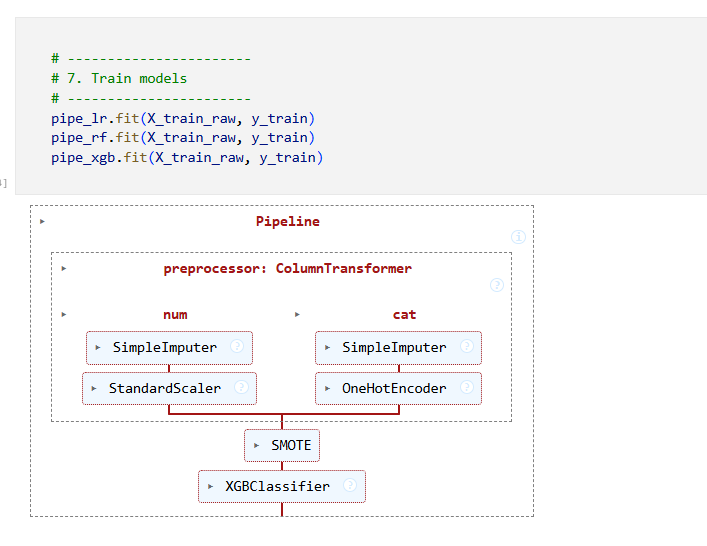 # -----------------------
# 7. Train models
# -----------------------
pipe_lr.fit(X_train_raw, y_train)
pipe_rf.fit(X_train_raw, y_train)
pipe_xgb.fit(X_train_raw, y_train)
]
Pipeline
i
preprocessor: ColumnTransformer
?
num cat
SimpleImputer ? SimpleImputer ?
StandardScaler ? OneHotEncoder ?
SMOTE
XGBClassifier ?